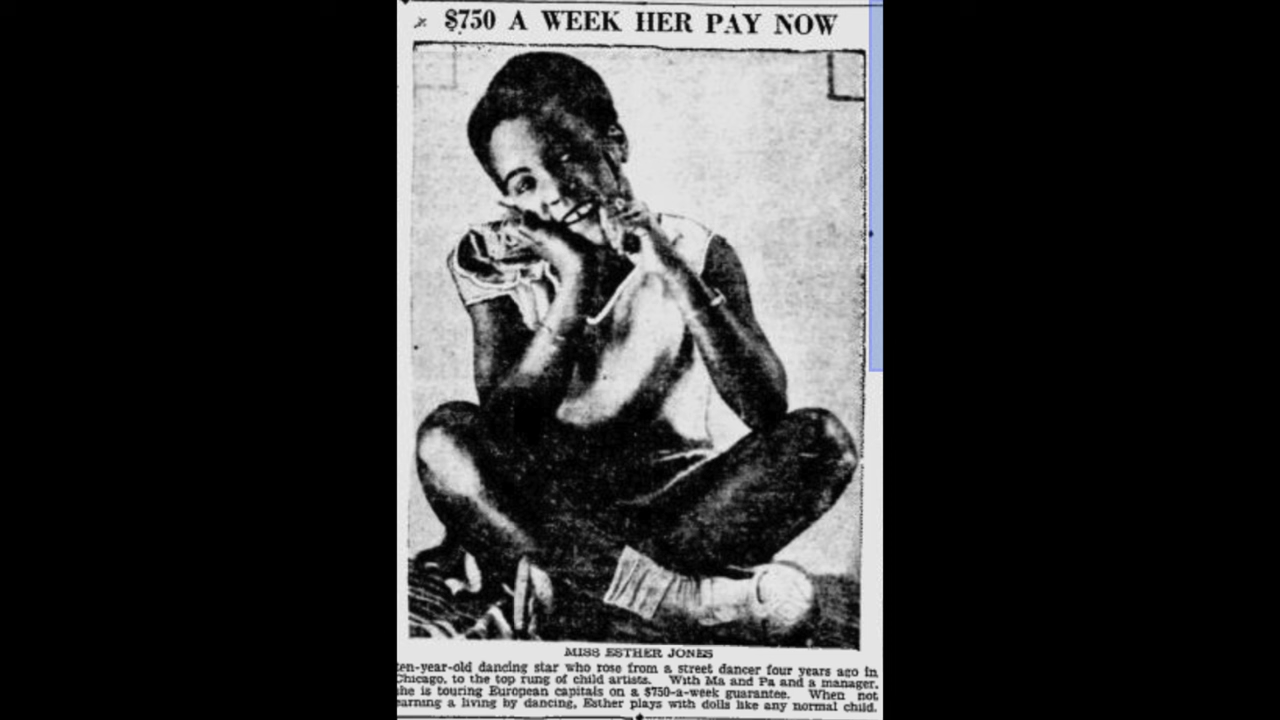 $750 A WEEK HER PAY NOW
MISS ESTHER JONES
ten-year-old dancing star who rose from a street dancer four years ago in
Chicago, to the top rung of child artists. With Ma and Pa and a manager,
she is touring European capitals on a $750-a-week guarantee. When not
earning a living by dancing, Esther plays with dolls like any normal child.